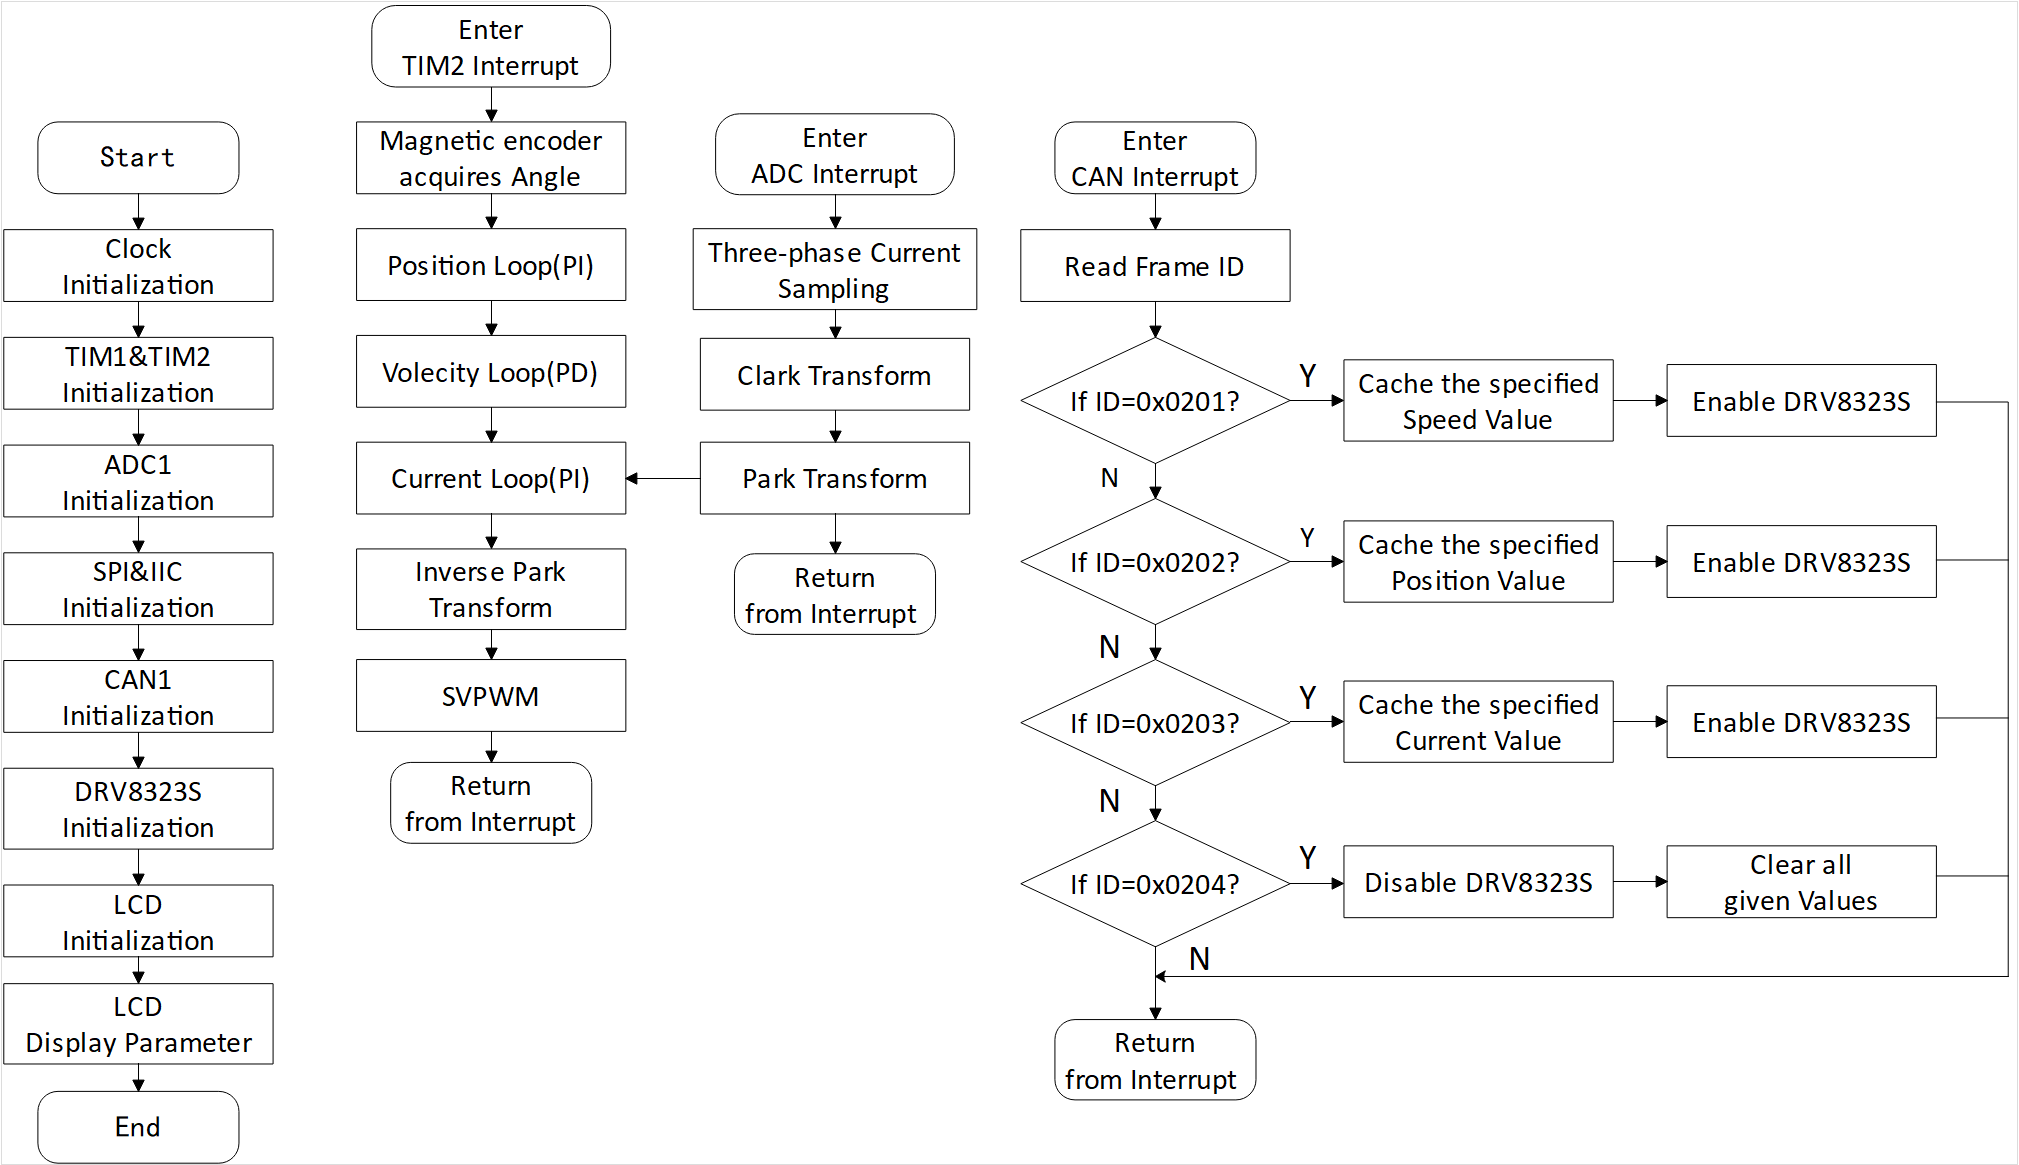 Start
Clock
Initialization
TIM1&TIM2
Initialization
ADC1
Initialization
SPI&IIC
Initialization
CAN1
Initialization
DRV8323S
Initialization
LCD
Initialization
LCD
Display Parameter
End
Enter
TIM2 Interrupt
Magnetic encoder
acquires Angle
Position Loop(PI)
Volecity Loop(PD)
Current Loop(PI)
Inverse Park
Transform
SVPWM
Return
from Interrupt
Enter
ADC Interrupt
Three-phase Current
Sampling
Clark Transform
Park Transform
Return
from Interrupt
Enter
CAN Interrupt
Read Frame ID
If ID=0x0201?
Y
Cache the specified
Speed Value
Enable DRV8323S
N
If ID=0x0202?
Y
Cache the specified
Position Value
Enable DRV8323S
N
If ID=0x0203?
Y
Cache the specified
Current Value
Enable DRV8323S
N
If ID=0x0204?
Y
Disable DRV8323S
Clear all
given Values
N
Return
from Interrupt